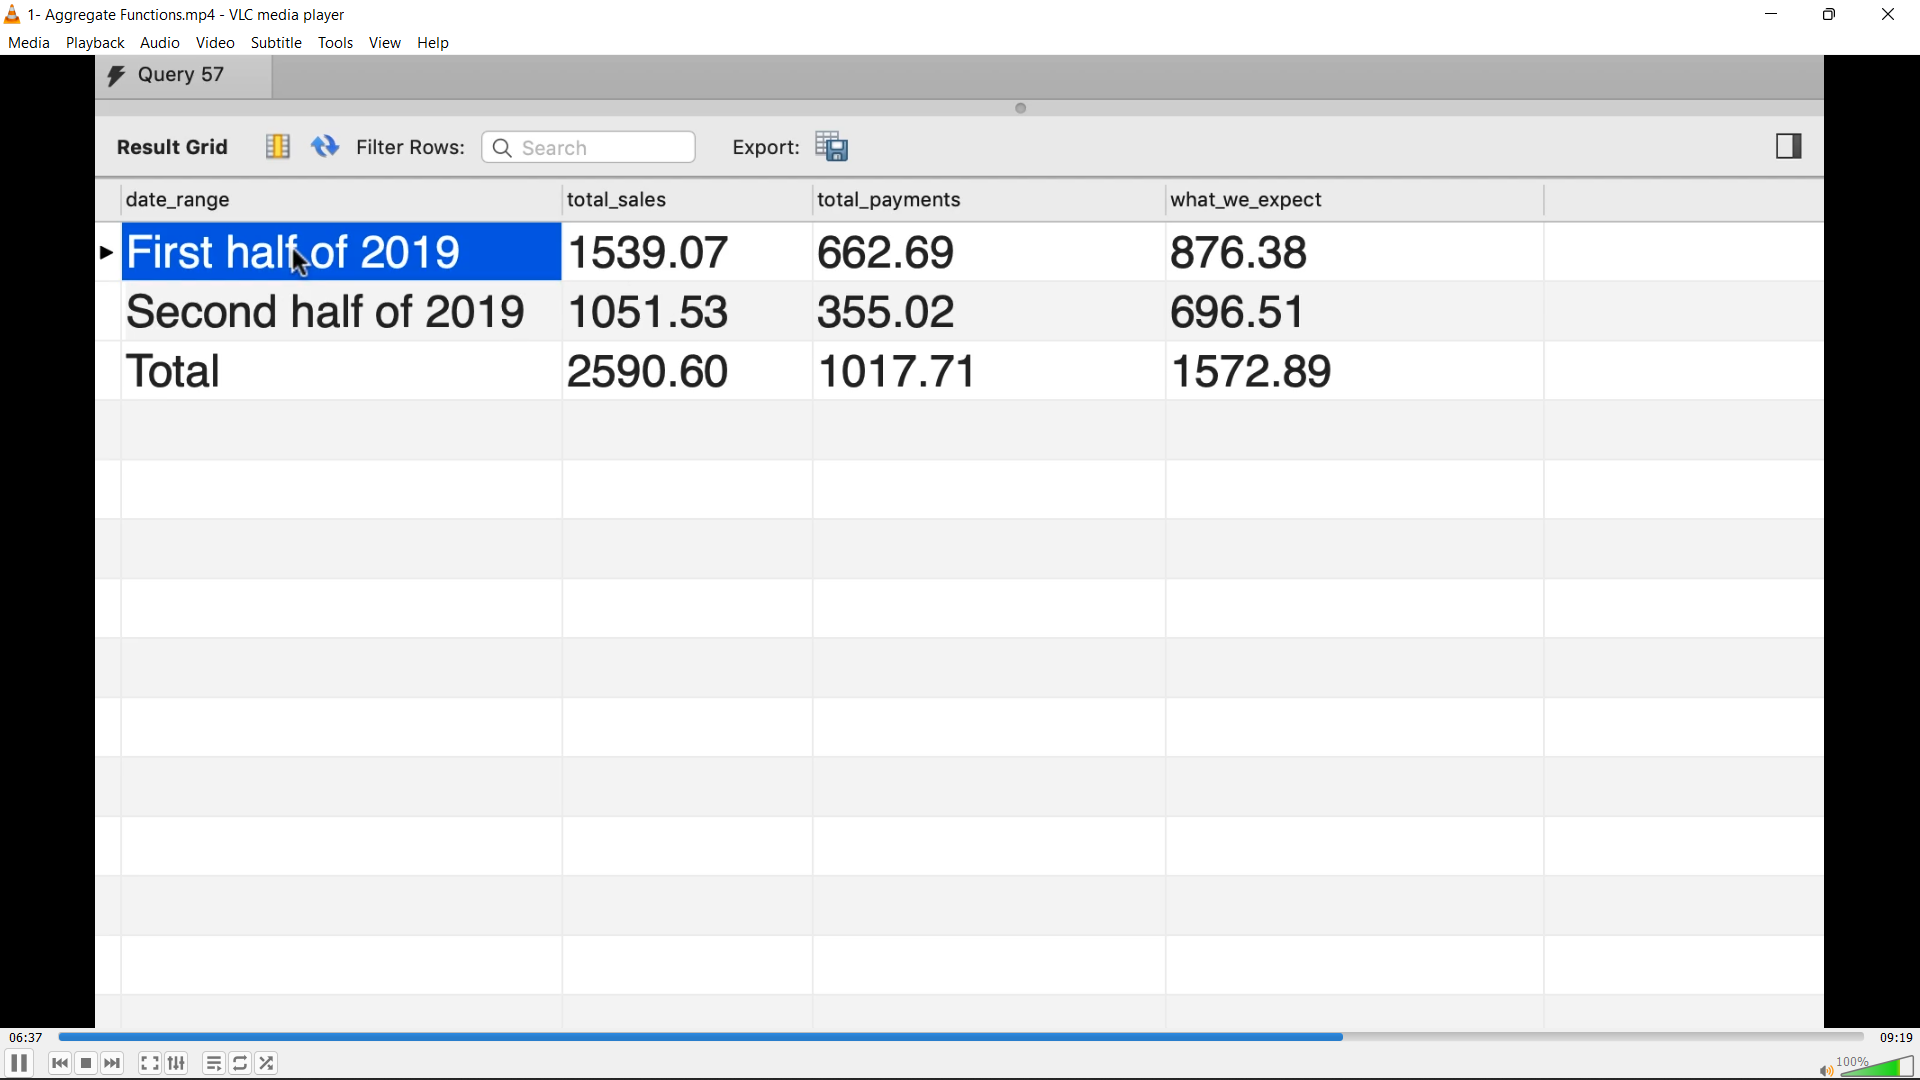 1- Aggregate Functions.mp4 - VLC media player
Media Playback Audio Video Subtitle Tools View Help
Query 57
Result Grid Filter Rows: Search Export:
date_range total_sales total_payments what_we_expect
First half of 2019 1539.07 662.69 876.38
Second half of 2019 1051.53 355.02 696.51
Total 2590.60 1017.71 1572.89
06:37 09:19
100%